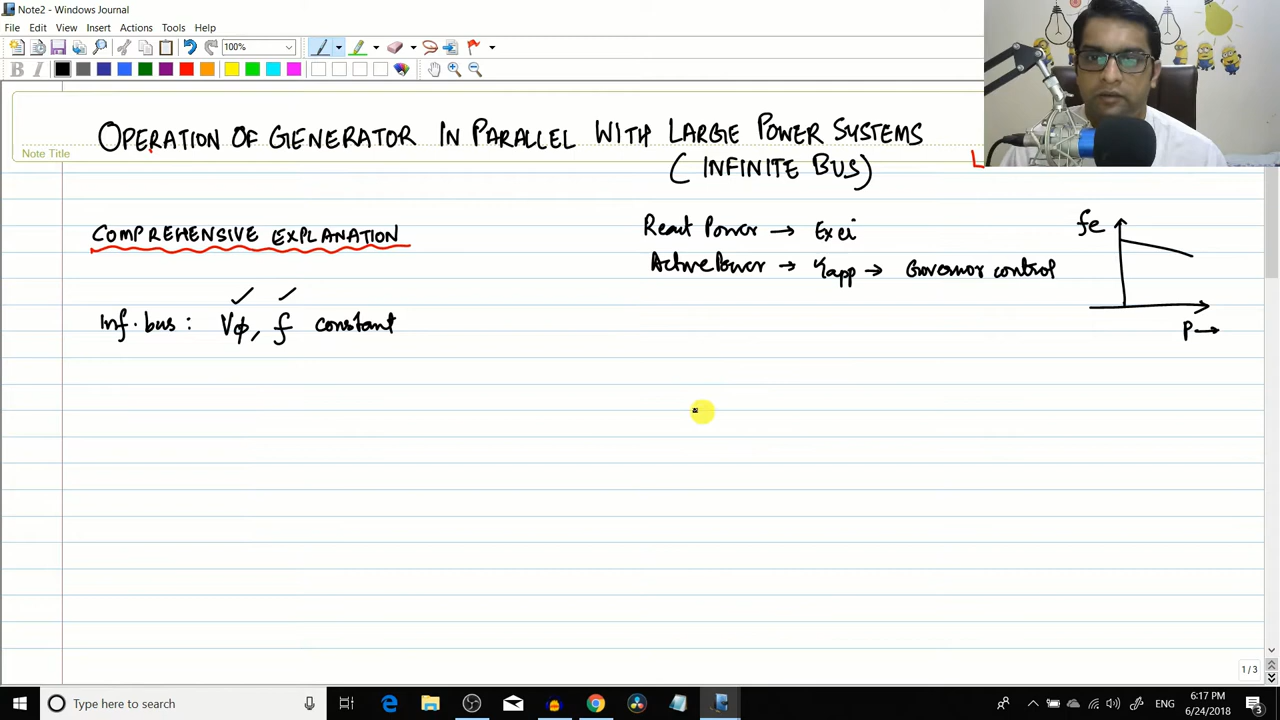 Note2 - Windows Journal
File Edit View Insert Actions Tools Help
100%
OPERATION OF GENERATOR IN PARALLEL WITH LARGE POWER SYSTEMS
(INFINITE BUS)
Note Title
COMPREHENSIVE EXPLANATION
React Power → Exci
Active Power → τapp → Governor control
fe
P →
Inf. bus: Vφ, f constant
1/3
Type here to search
ENG
6:17 PM
6/24/2018
3